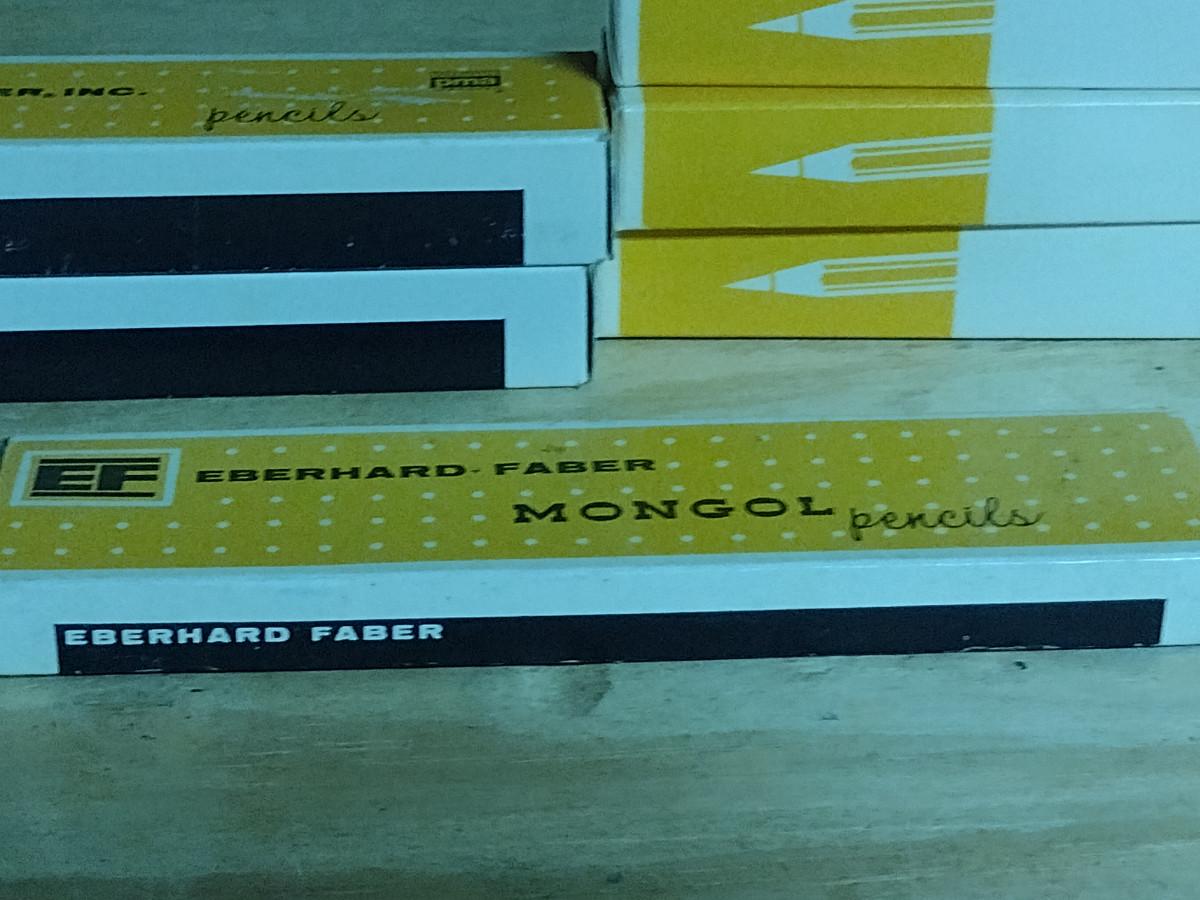 ER, INC.
pma
pencils
EF
EBERHARD FABER
MONGOL pencils
EBERHARD FABER